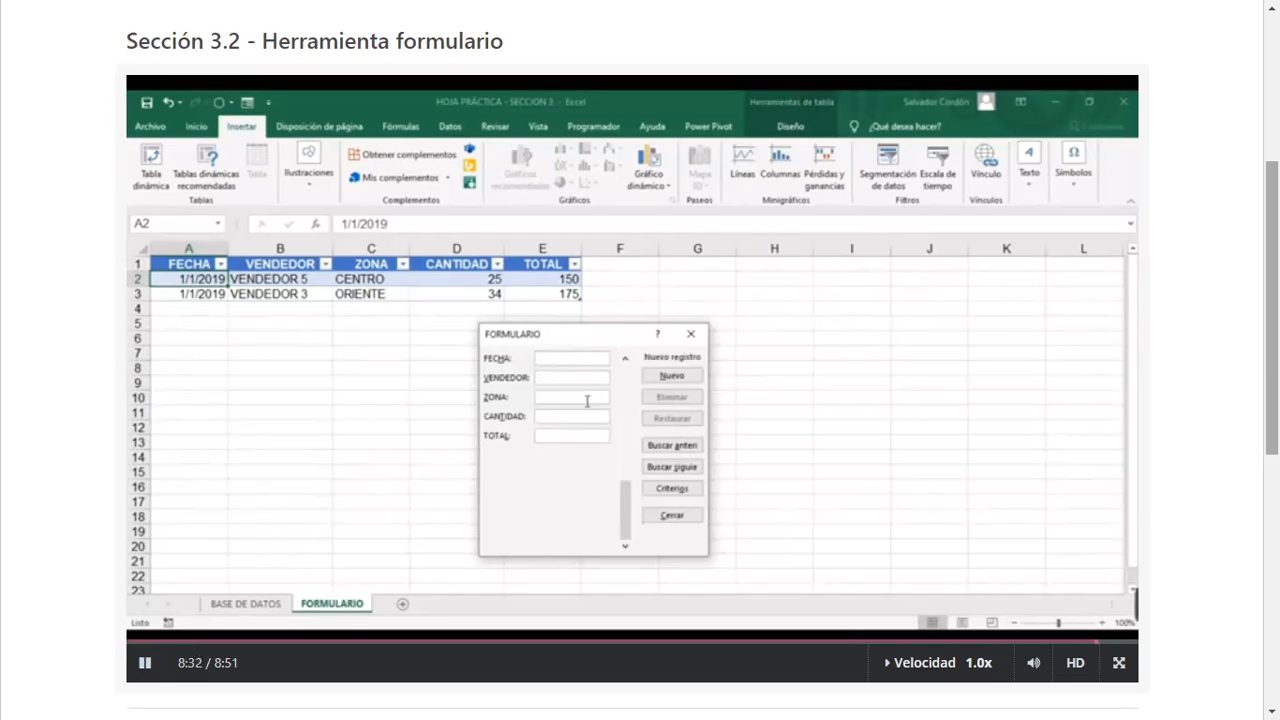 Sección 3.2 - Herramienta formulario
HOJA PRÁCTICA - SECCION 3 - Excel
Herramientas de tabla
Salvador Cordón
Archivo Inicio Insertar Disposición de página Fórmulas Datos Revisar Vista Programador Ayuda Power Pivot Diseño ¿Qué desea hacer?
Tabla dinámica
Tablas dinámicas recomendadas
Tabla
Tablas
Ilustraciones
Obtener complementos
Mis complementos
Complementos
Gráficos recomendados
Gráfico dinámico
Gráficos
Mapa 3D
Paseos
Líneas Columnas Pérdidas y ganancias
Minigráficos
Segmentación de datos
Escala de tiempo
Filtros
Vínculo
Vínculos
Texto
Símbolos
A2 fx 1/1/2019
A B C D E F G H I J K L
1 FECHA VENDEDOR ZONA CANTIDAD TOTAL
2 1/1/2019 VENDEDOR 5 CENTRO 25 150
3 1/1/2019 VENDEDOR 3 ORIENTE 34 175
4
5
6
7
8
9
10
11
12
13
14
15
16
17
18
19
20
21
22
23
FORMULARIO ?
FECHA: Nuevo registro
VENDEDOR: Nuevo
ZONA: Eliminar
CANTIDAD: Restaurar
TOTAL: Buscar anteri
Buscar siguie
Criterios
Cerrar
BASE DE DATOS FORMULARIO
Listo 100%
8:32 / 8:51 Velocidad 1.0x HD